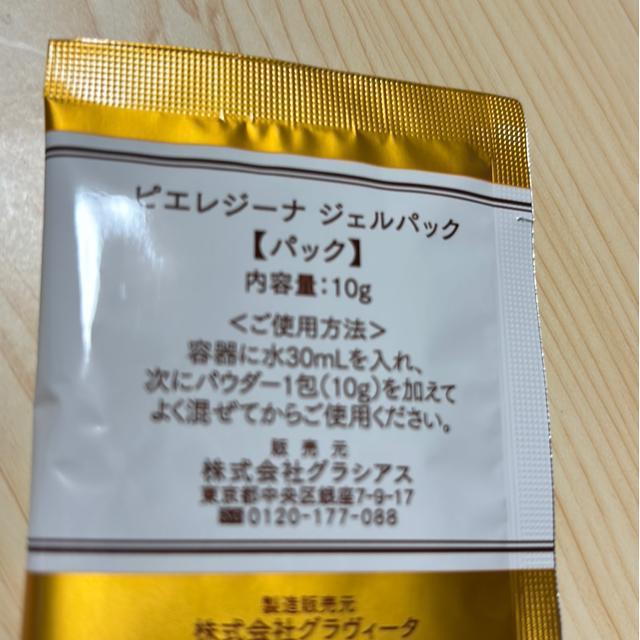 ピエレジーナ ジェルパック
【パック】
内容量:10g
<ご使用方法>
容器に水30mLを入れ、
次にパウダー1包(10g)を加えて
よく混ぜてからご使用ください。
販売元
株式会社グラシアス
東京都中央区銀座7-9-17
0120-177-088
製造販売元
株式会社グラヴィータ